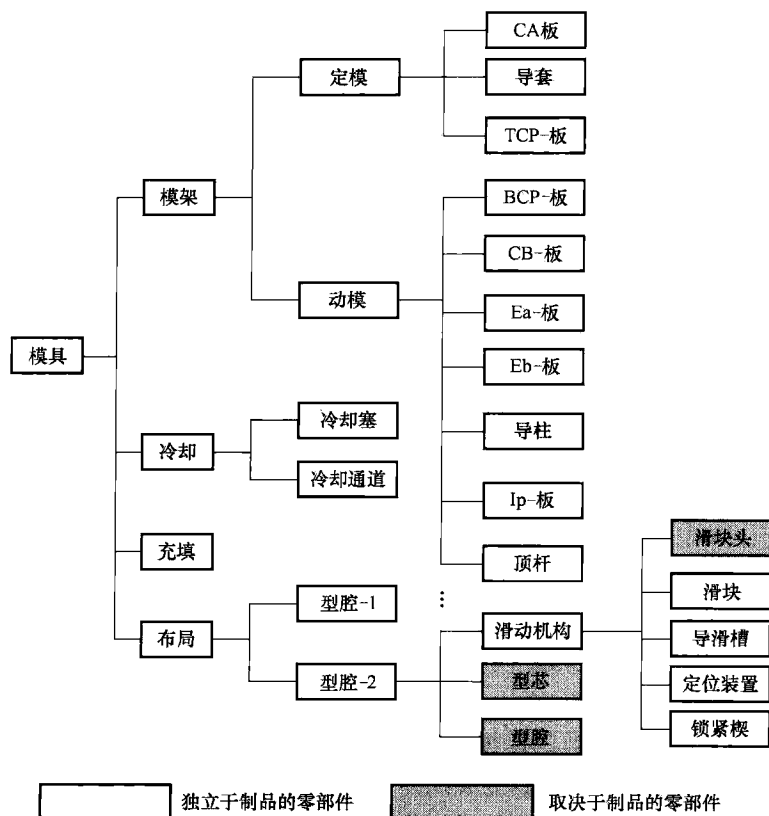 CA板
定模
导套
TCP-板
模架
BCP-板
CB-板
动模
Ea-板
模具
Eb-板
冷却塞
导柱
冷却
冷却通道
Ip-板
滑块头
充填
顶杆
滑块
型腔-1
⋮
布局
滑动机构
导滑槽
型腔-2
型芯
定位装置
型腔
锁紧楔
独立于制品的零部件
取决于制品的零部件